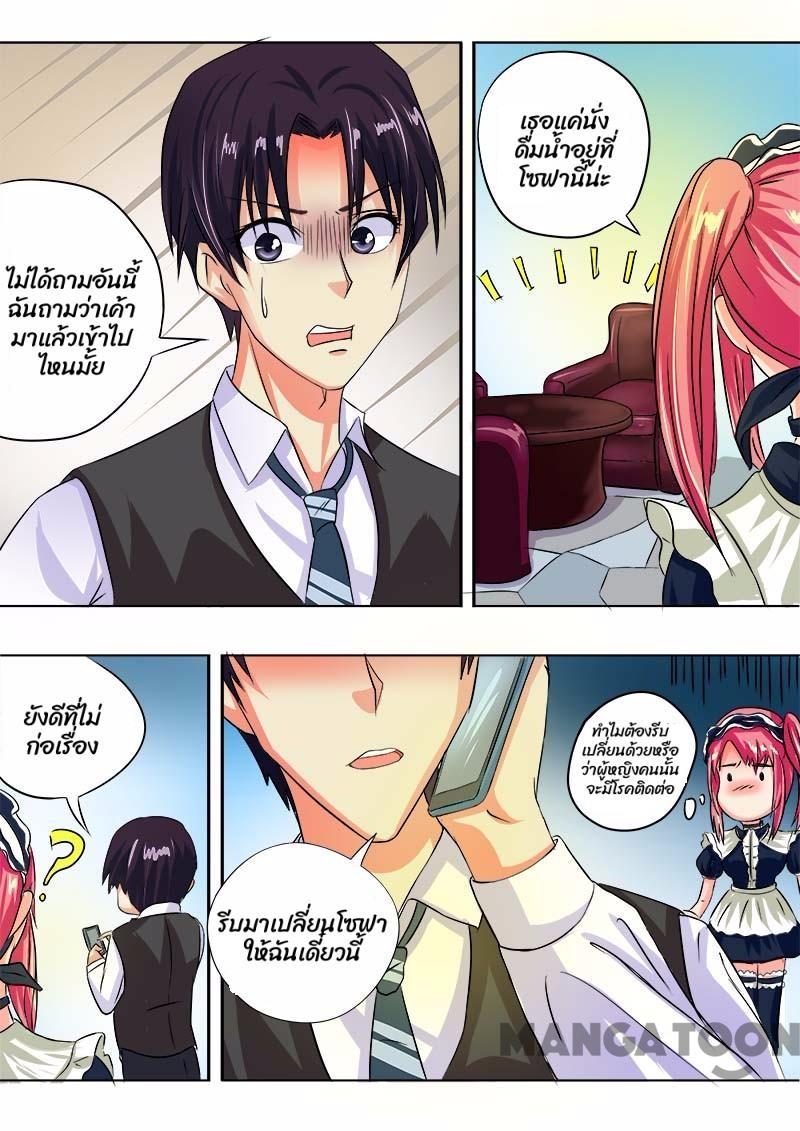 ไม่ได้ถามอันนี้
ฉันถามว่าเค้า
มาแล้วเข้าไป
ไหนมั้ย
เธอแค่นั่ง
ดื่มน้ำอยู่ที่
โซฟานี้น่ะ
ยังดีที่ไม่
ก่อเรื่อง
?
รีบมาเปลี่ยนโซฟา
ให้ฉันเดี๋ยวนี้
ทำไมต้องรีบ
เปลี่ยนด้วยหรือ
ว่าผู้หญิงคนนั้น
จะมีโรคติดต่อ
MANGATOON